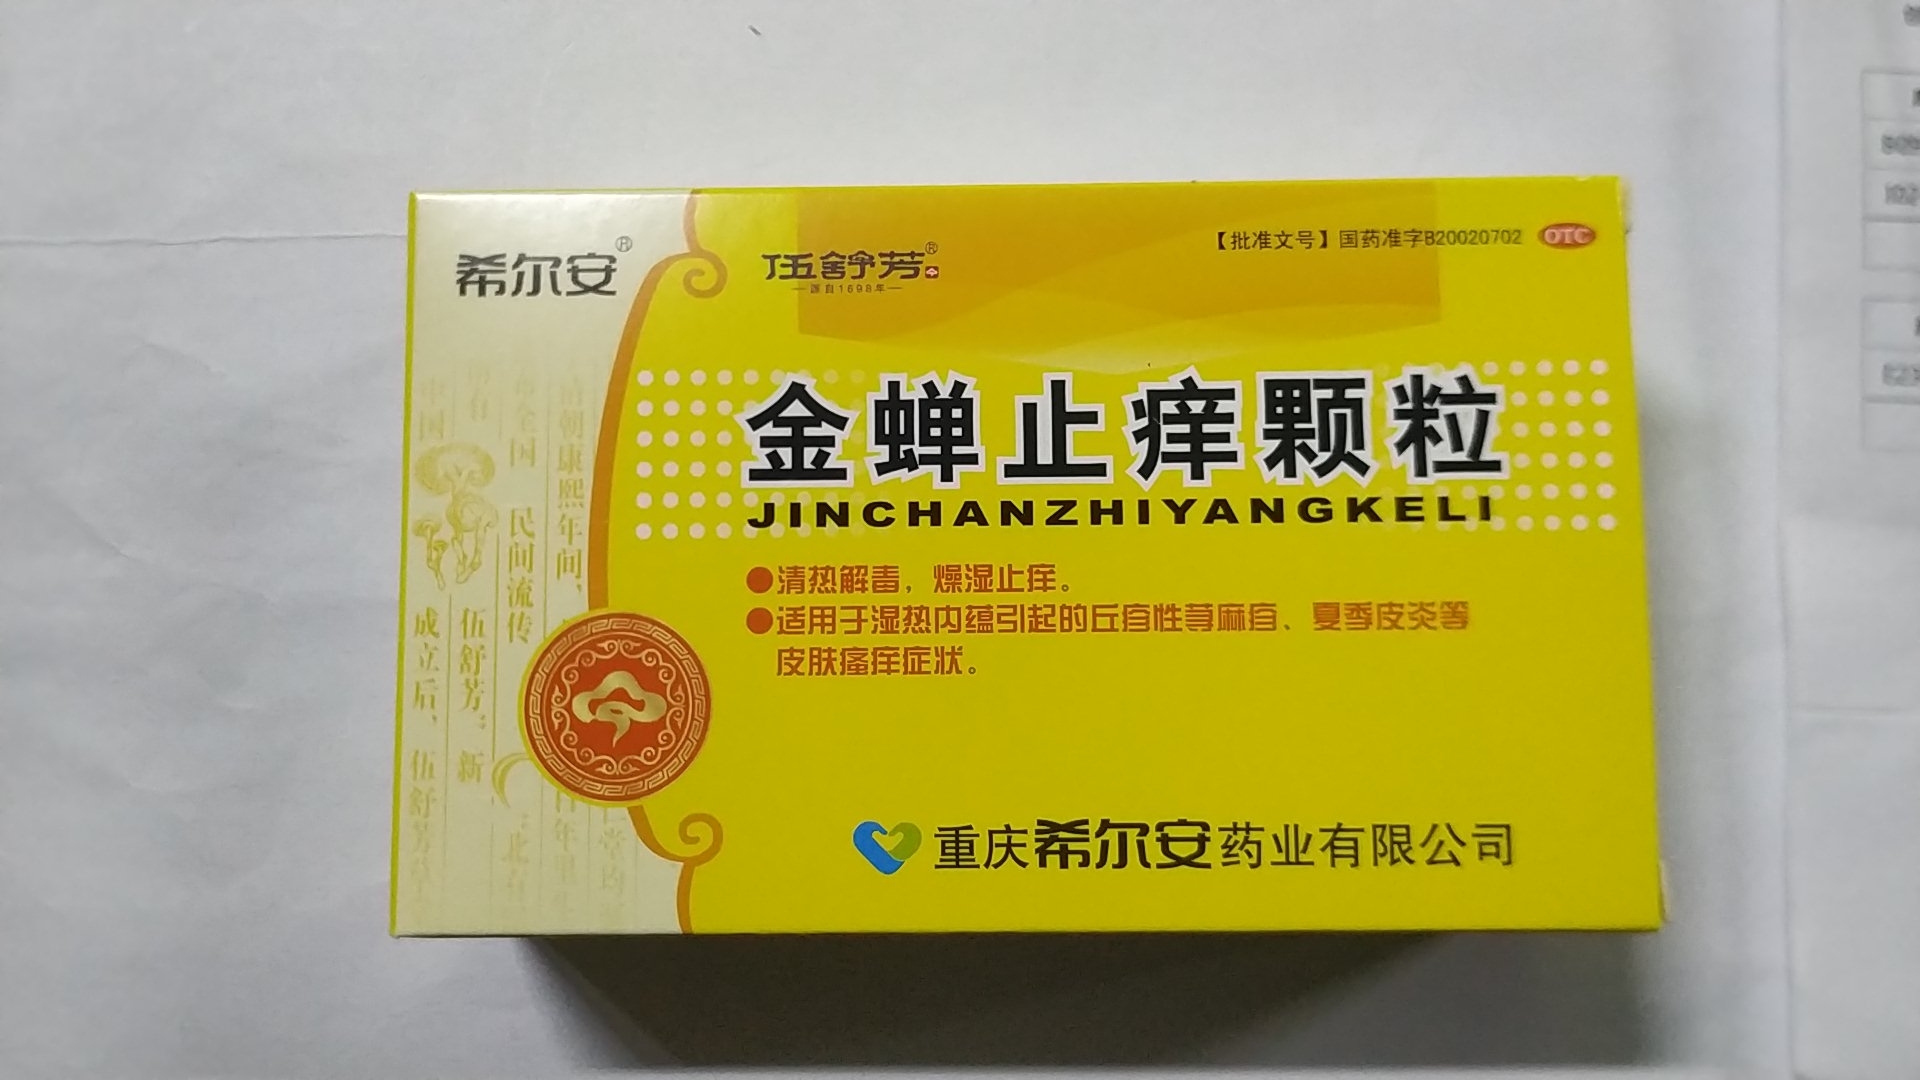 希尔安®
伍舒芳®
源自1698年
【批准文号】国药准字B20020702 OTC
金蝉止痒颗粒
JINCHANZHIYANGKELI
●清热解毒，燥湿止痒。
●适用于湿热内蕴引起的丘疹性荨麻疹、夏季皮炎等
皮肤瘙痒症状。
重庆希尔安药业有限公司
清朝康熙年间，
全国 民间流传
伍舒芳；新
中国 成立后，伍舒芳